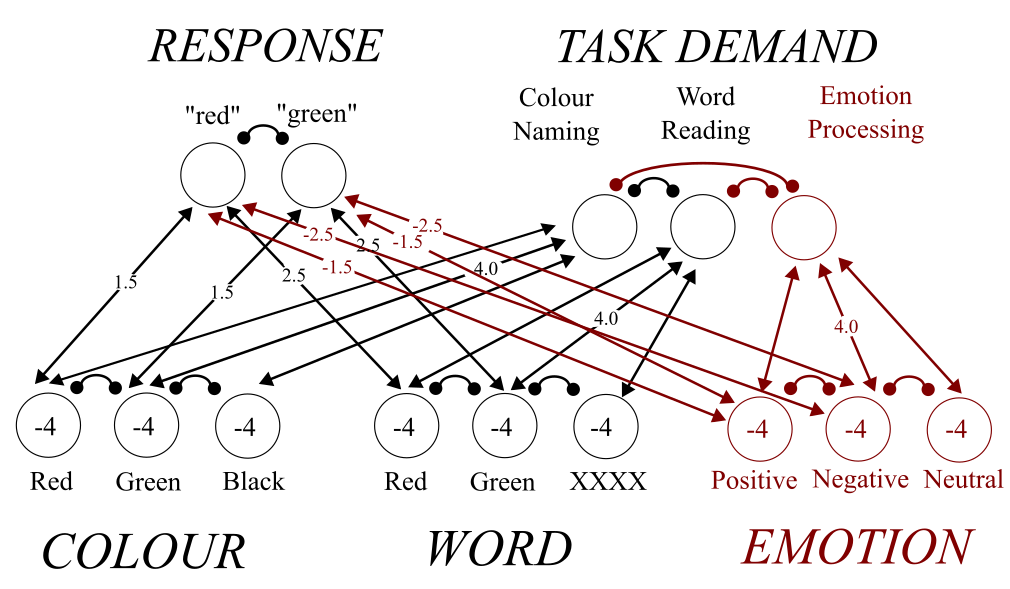 RESPONSE
TASK DEMAND
Colour
Naming
Word
Reading
Emotion
Processing
"red"
"green"
-2.5
-2.5
-1.5
2.5
-1.5
4.0
2.5
1.5
1.5
4.0
4.0
-4
-4
-4
-4
-4
-4
-4
-4
-4
Red
Green
Black
Red
Green
XXXX
Positive
Negative
Neutral
COLOUR
WORD
EMOTION